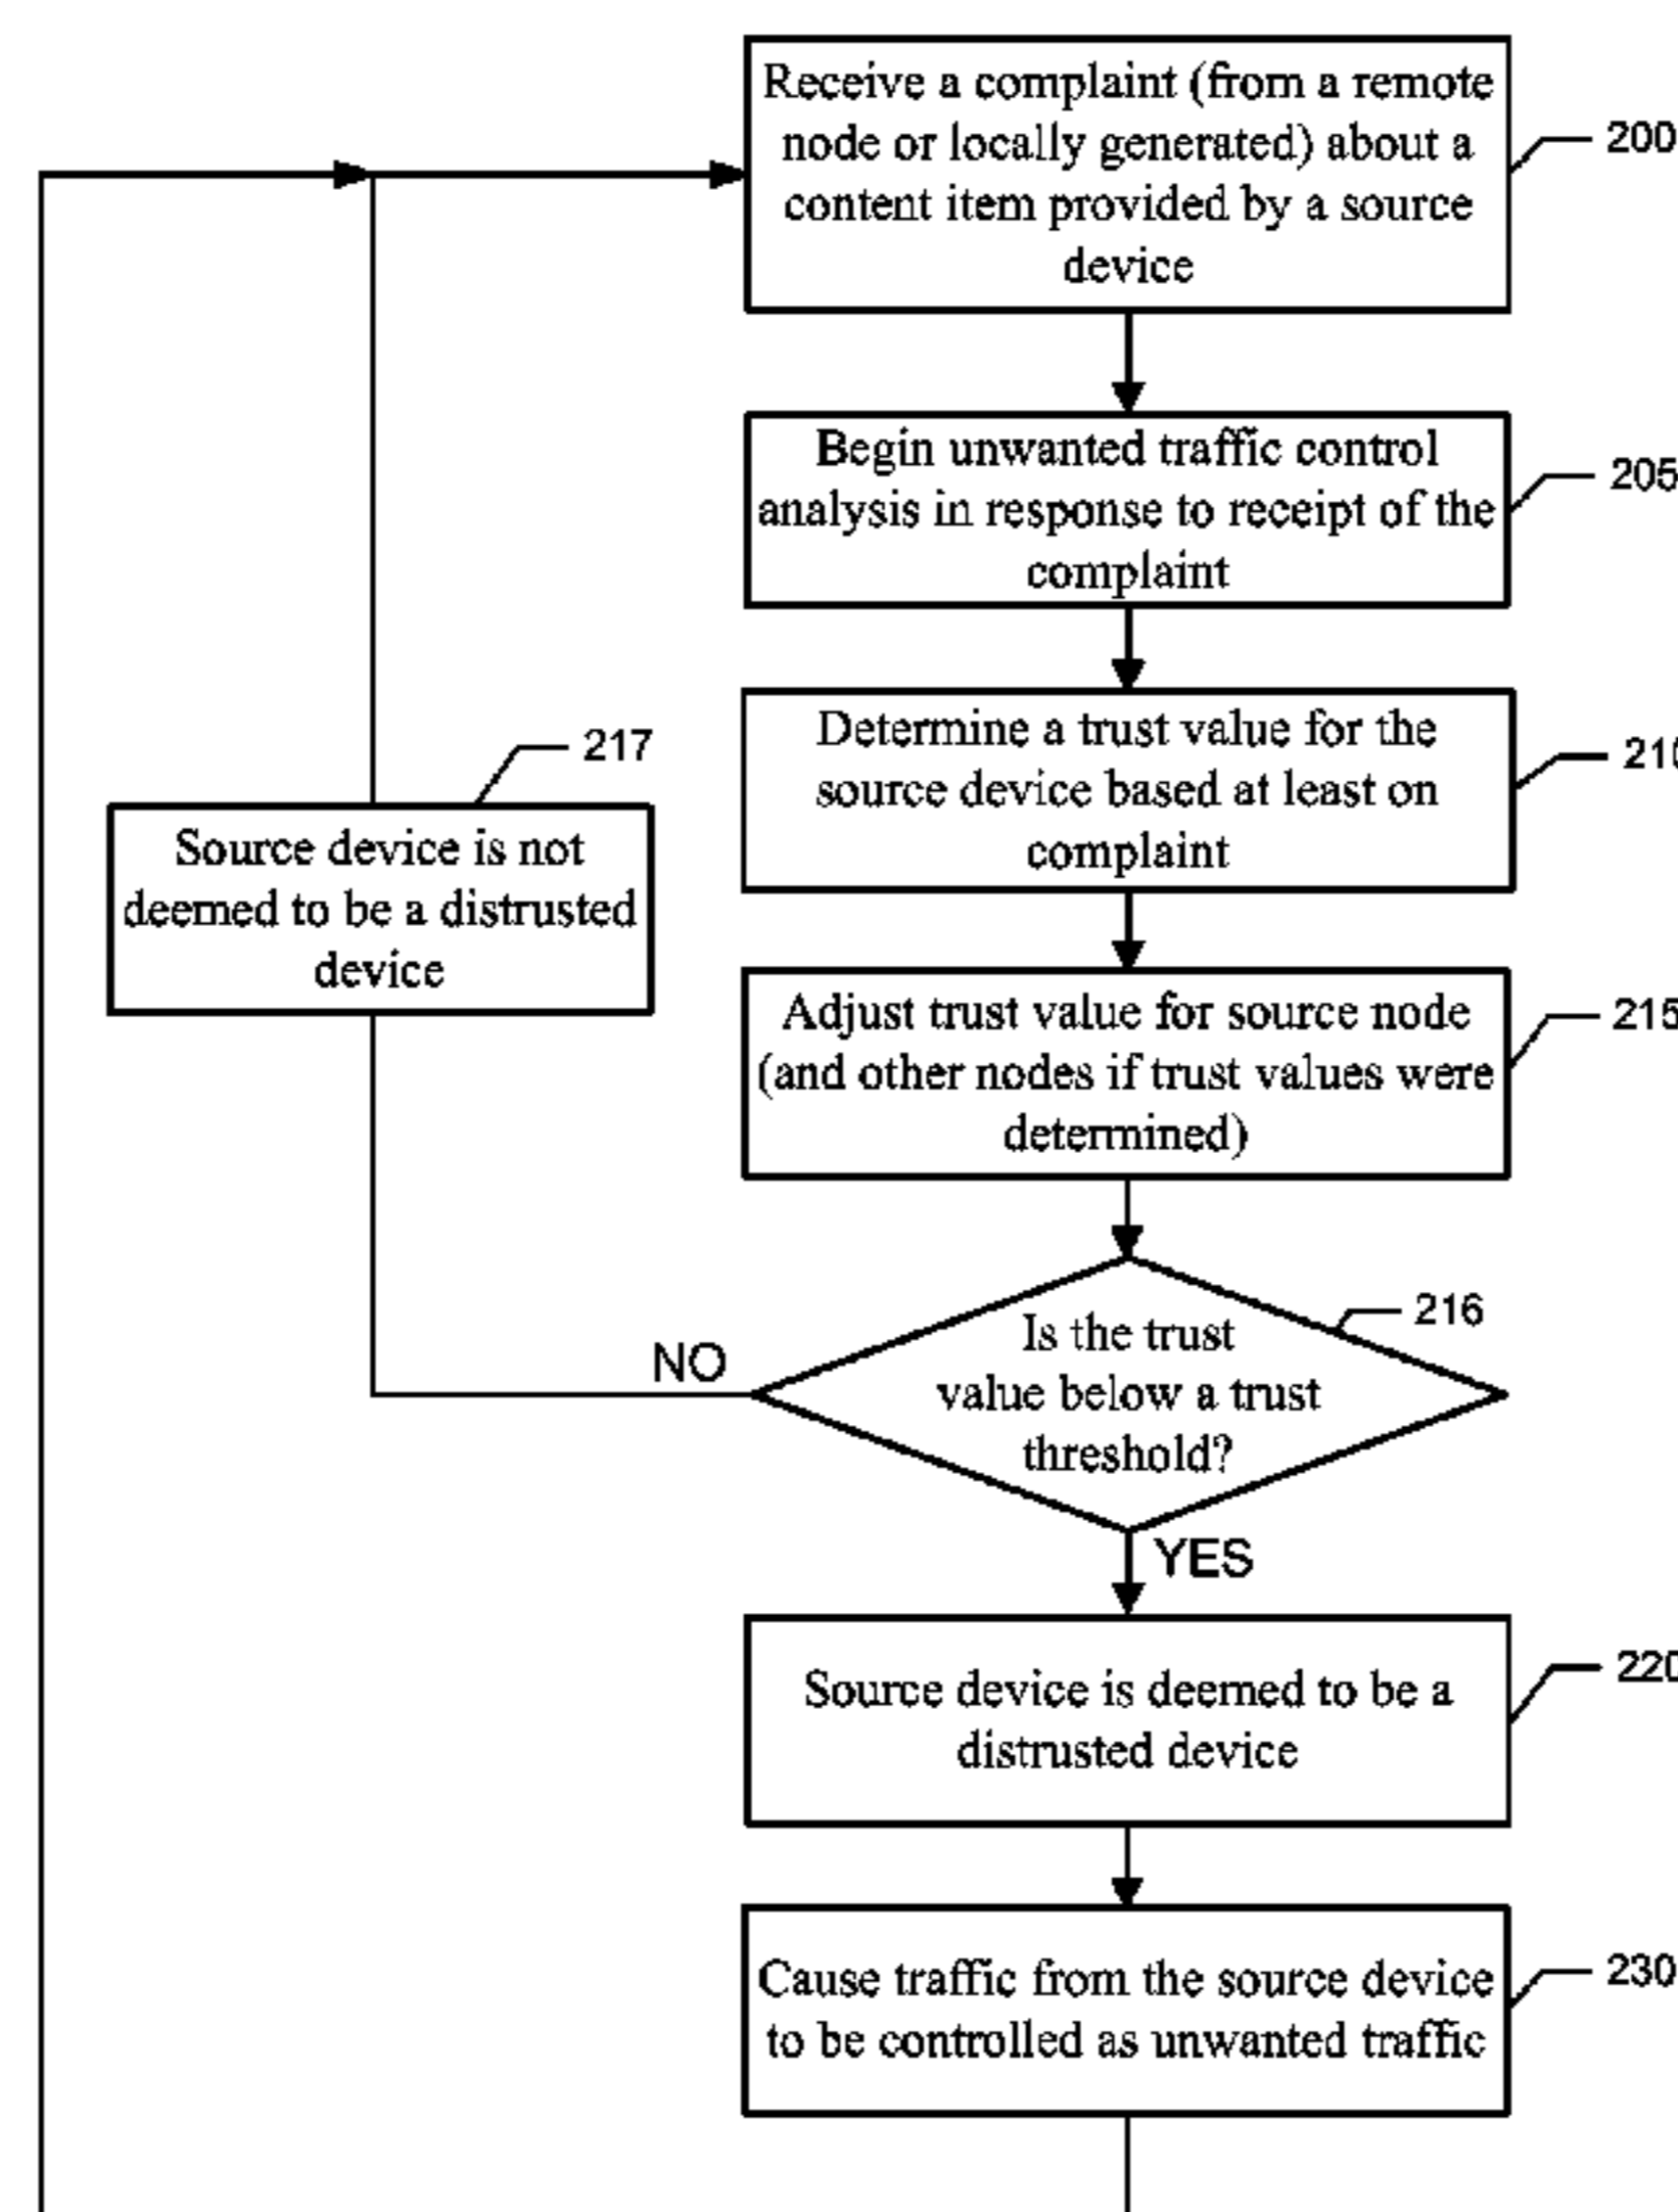 Receive a complaint (from a remote
node or locally generated) about a
content item provided by a source
device
200
Begin unwanted traffic control
analysis in response to receipt of the
complaint
205
Determine a trust value for the
source device based at least on
complaint
210
217
Source device is not
deemed to be a distrusted
device
Adjust trust value for source node
(and other nodes if trust values were
determined)
215
Is the trust
value below a trust
threshold?
216
NO
YES
Source device is deemed to be a
distrusted device
220
Cause traffic from the source device
to be controlled as unwanted traffic
230